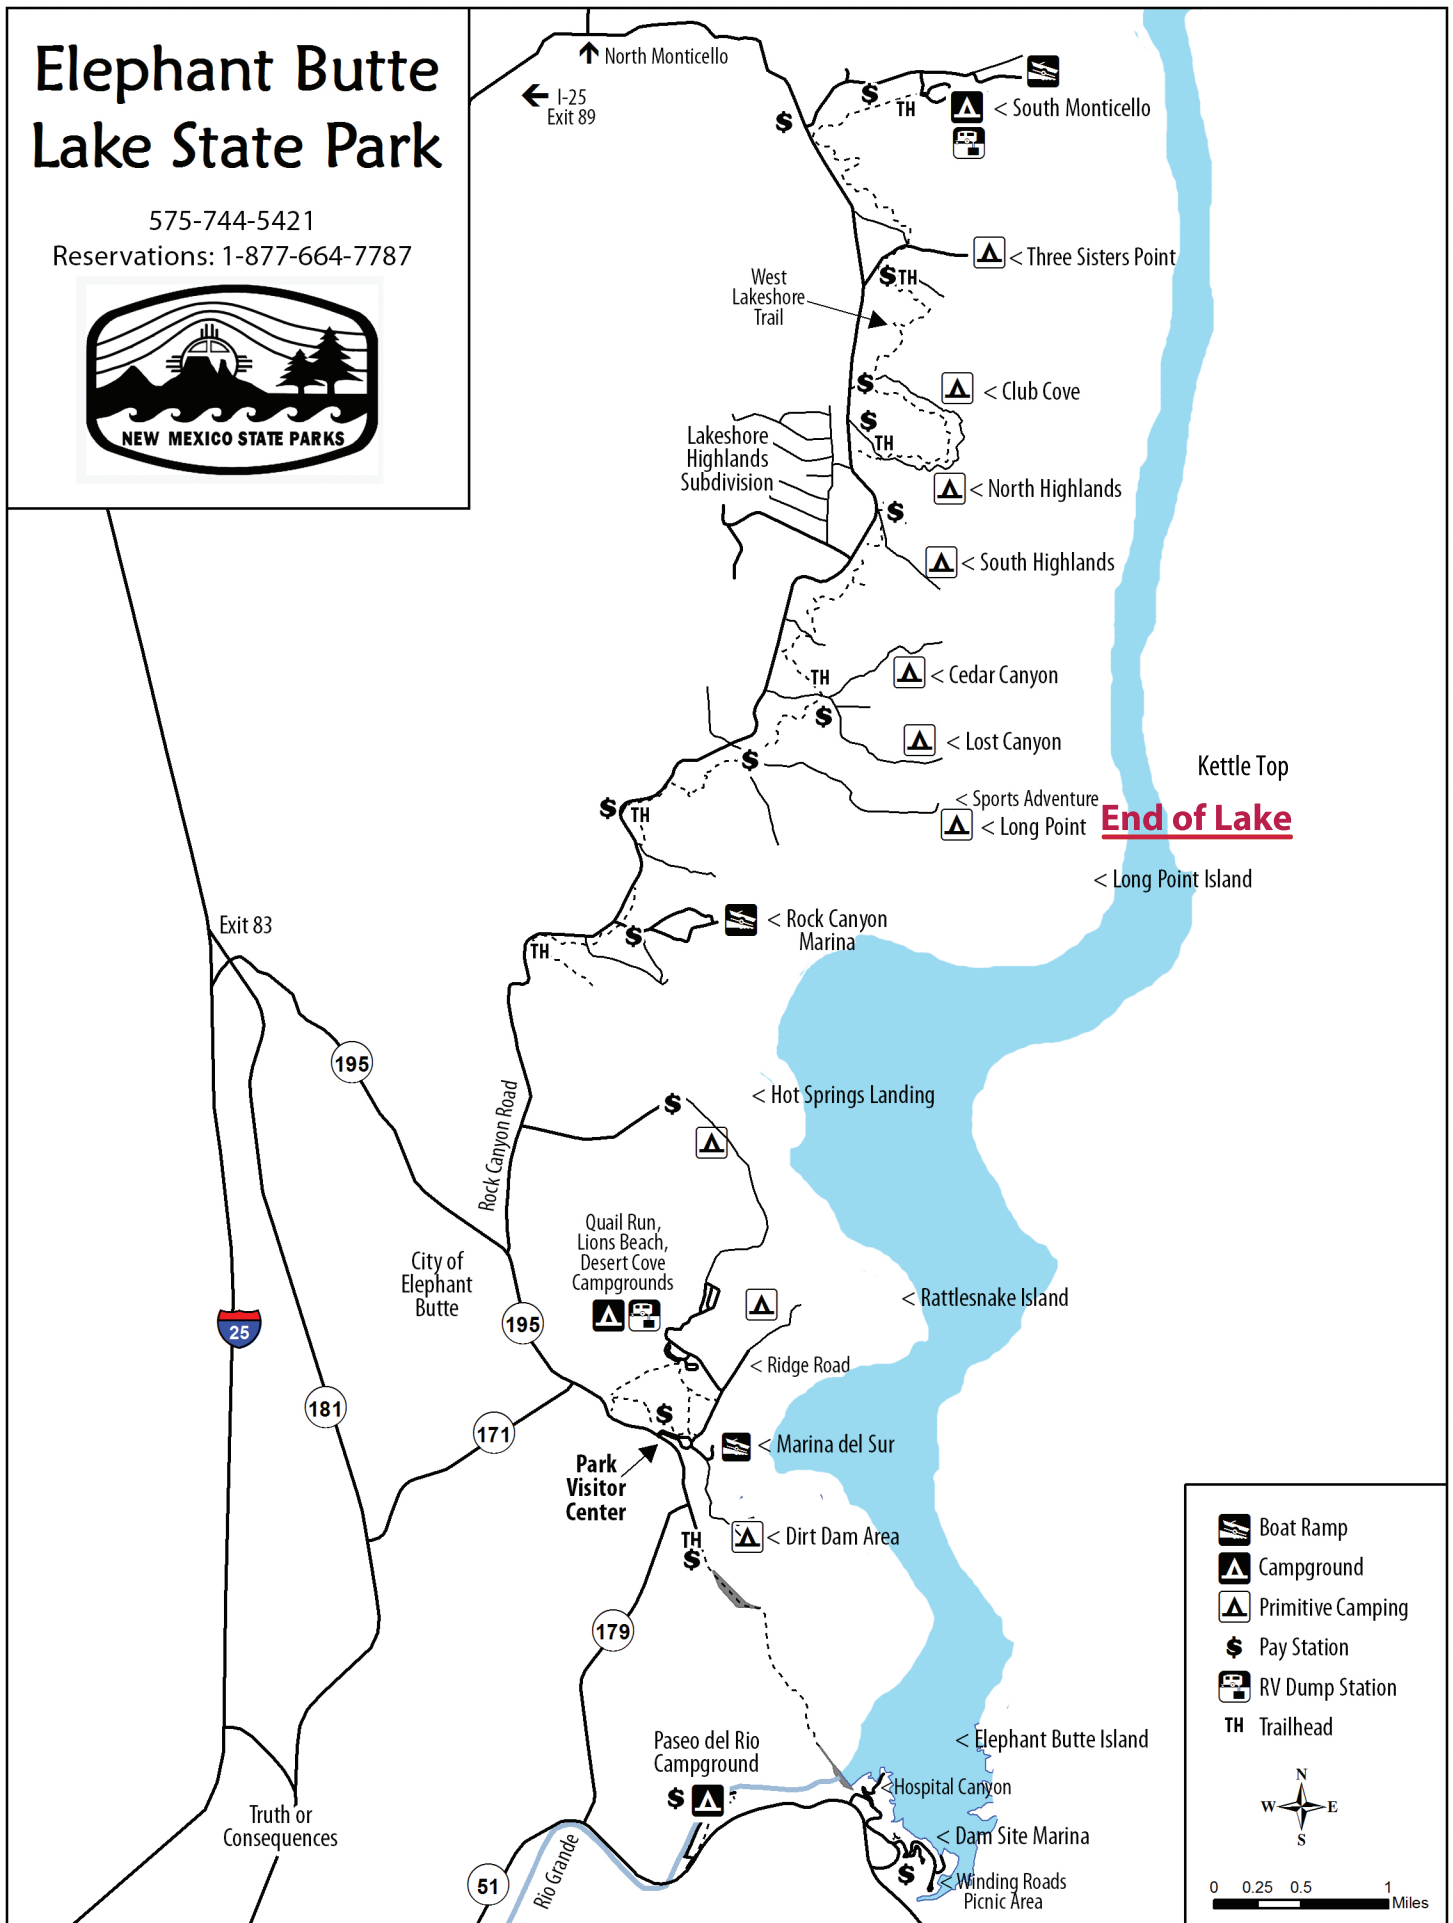 Elephant Butte
Lake State Park
575-744-5421
Reservations: 1-877-664-7787
NEW MEXICO STATE PARKS
North Monticello
I-25
Exit 89
$
$
TH
< South Monticello
< Three Sisters Point
$ TH
West
Lakeshore
Trail
$
< Club Cove
$
TH
Lakeshore
Highlands
Subdivision
< North Highlands
$
< South Highlands
TH
< Cedar Canyon
$
< Lost Canyon
$
Kettle Top
< Sports Adventure
< Long Point
End of Lake
$
TH
< Long Point Island
Exit 83
< Rock Canyon
Marina
$
TH
195
< Hot Springs Landing
$
Rock Canyon Road
Quail Run,
Lions Beach,
Desert Cove
Campgrounds
City of
Elephant
Butte
< Rattlesnake Island
195
25
< Ridge Road
181
171
$
< Marina del Sur
Park
Visitor
Center
TH
$
< Dirt Dam Area
179
Paseo del Rio
Campground
$
< Elephant Butte Island
< Hospital Canyon
Truth or
Consequences
< Dam Site Marina
$
< Winding Roads
Picnic Area
51
Rio Grande
Boat Ramp
Campground
Primitive Camping
$ Pay Station
RV Dump Station
TH Trailhead
N
W E
S
0 0.25 0.5 1
Miles